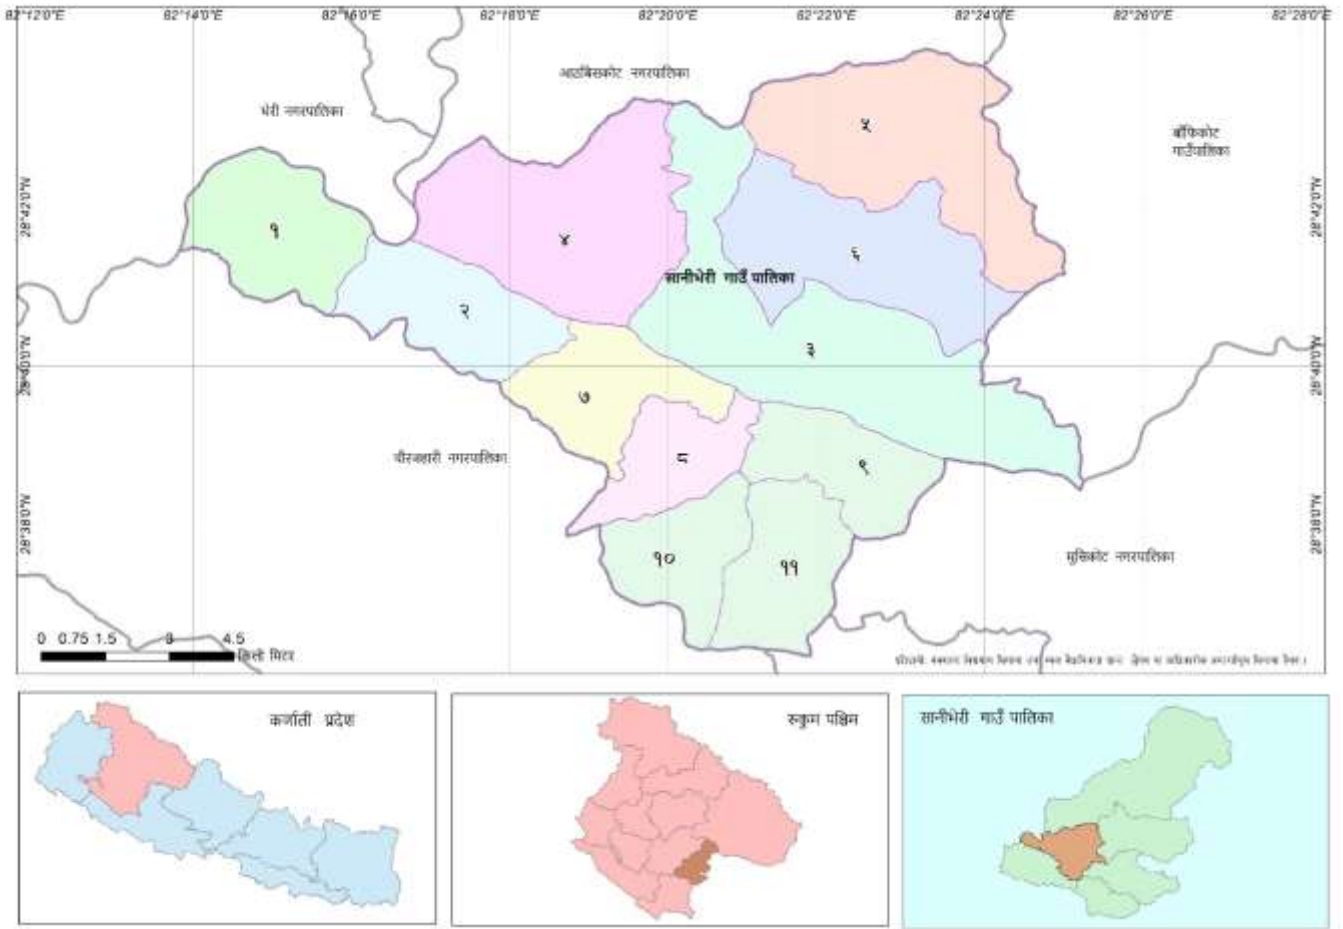 82°12'0"E 82°14'0"E 82°16'0"E 82°18'0"E 82°20'0"E 82°22'0"E 82°24'0"E 82°26'0"E 82°28'0"E
आठबिसकोट नगरपालिका
भेरी नगरपालिका
५
बाँफिकोट
गाउँपालिका
28°42'0"N 28°42'0"N
१
४
६
सानीभेरी गाउँ पालिका
२
३
28°40'0"N 28°40'0"N
७
चौरजहारी नगरपालिका
८
९
28°38'0"N 28°38'0"N
१०
११
मुसिकोट नगरपालिका
0 0.75 1.5 3 4.5
किलो मिटर
कर्णाली प्रदेश
रुकुम पश्चिम
सानीभेरी गाउँ पालिका